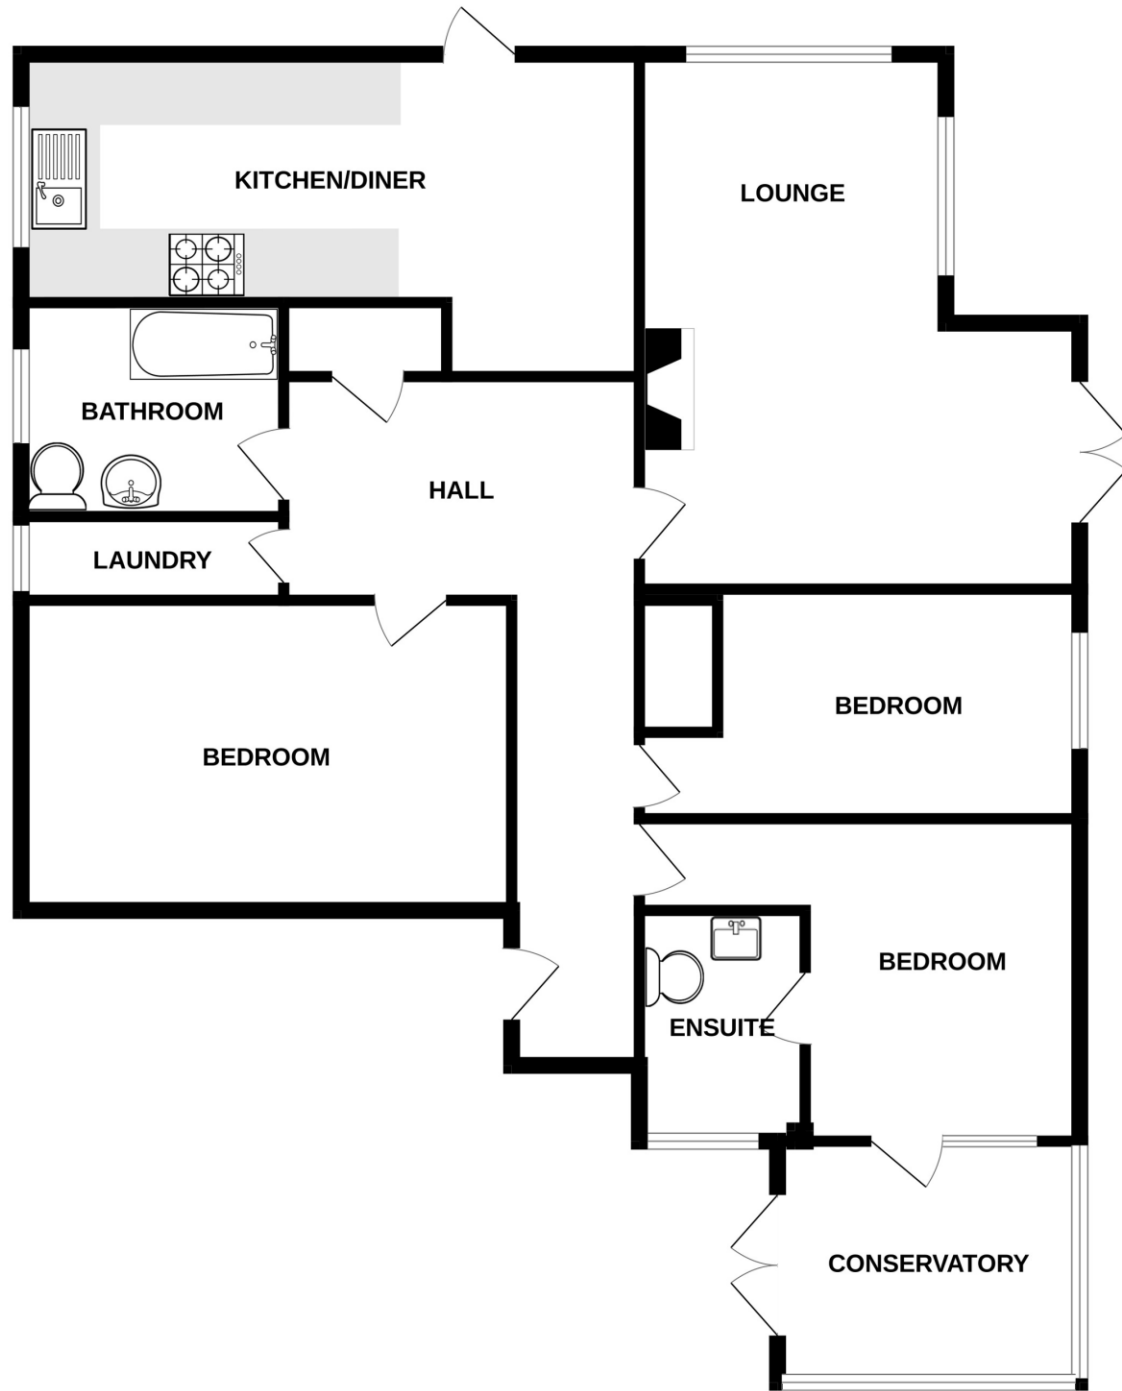 KITCHEN/DINER
LOUNGE
BATHROOM
HALL
LAUNDRY
BEDROOM
BEDROOM
BEDROOM
ENSUITE
CONSERVATORY